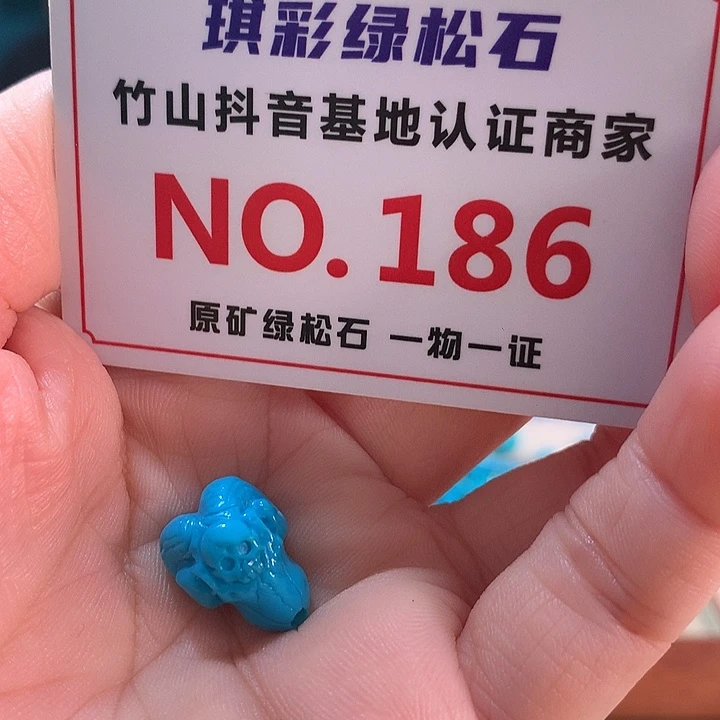 琪彩绿松石
竹山抖音基地认证商家
NO.186
原矿绿松石 一物一证